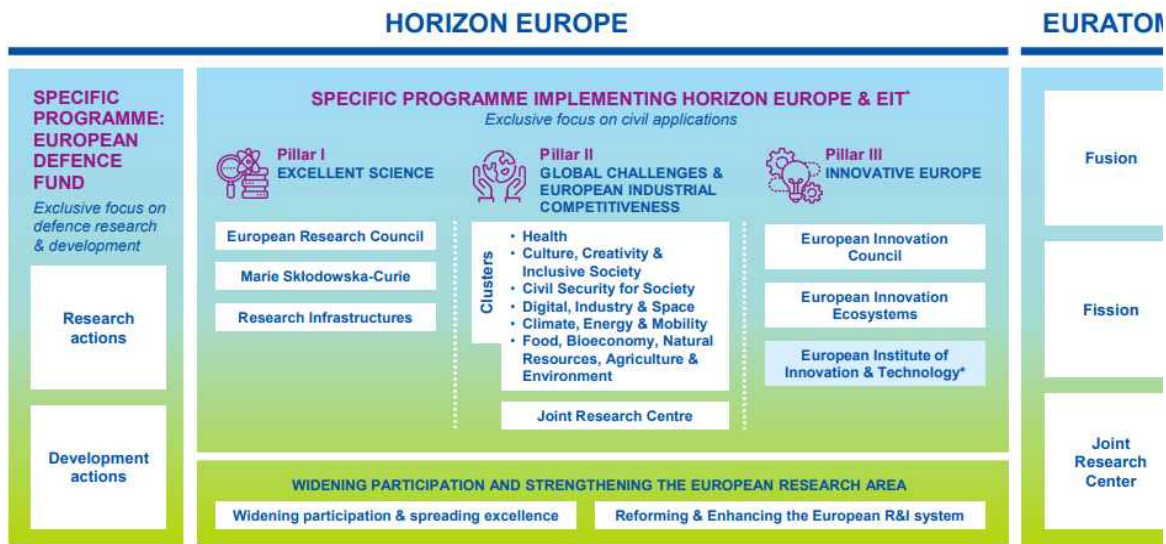 HORIZON EUROPE
EURATOM
SPECIFIC
PROGRAMME:
EUROPEAN
DEFENCE
FUND
Exclusive focus on
defence research
& development
Research
actions
Development
actions
SPECIFIC PROGRAMME IMPLEMENTING HORIZON EUROPE & EIT*
Exclusive focus on civil applications
Pillar I
EXCELLENT SCIENCE
European Research Council
Marie Skłodowska-Curie
Research Infrastructures
Pillar II
GLOBAL CHALLENGES &
EUROPEAN INDUSTRIAL
COMPETITIVENESS
Clusters
• Health
• Culture, Creativity &
Inclusive Society
• Civil Security for Society
• Digital, Industry & Space
• Climate, Energy & Mobility
• Food, Bioeconomy, Natural
Resources, Agriculture &
Environment
Joint Research Centre
Pillar III
INNOVATIVE EUROPE
European Innovation
Council
European Innovation
Ecosystems
European Institute of
Innovation & Technology*
WIDENING PARTICIPATION AND STRENGTHENING THE EUROPEAN RESEARCH AREA
Widening participation & spreading excellence
Reforming & Enhancing the European R&I system
Fusion
Fission
Joint
Research
Center